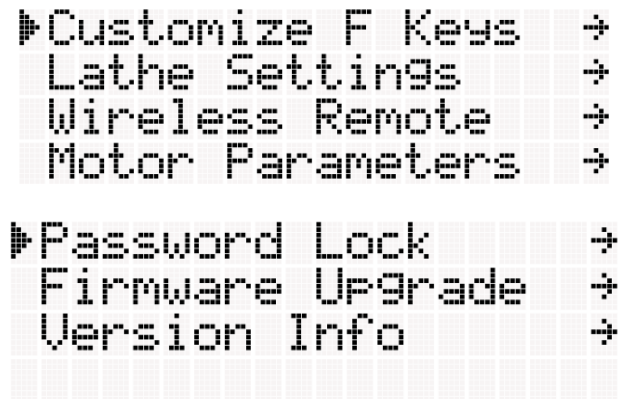 Customize F Keys →
Lathe Settings →
Wireless Remote →
Motor Parameters →
Password Lock →
Firmware Upgrade →
Version Info →